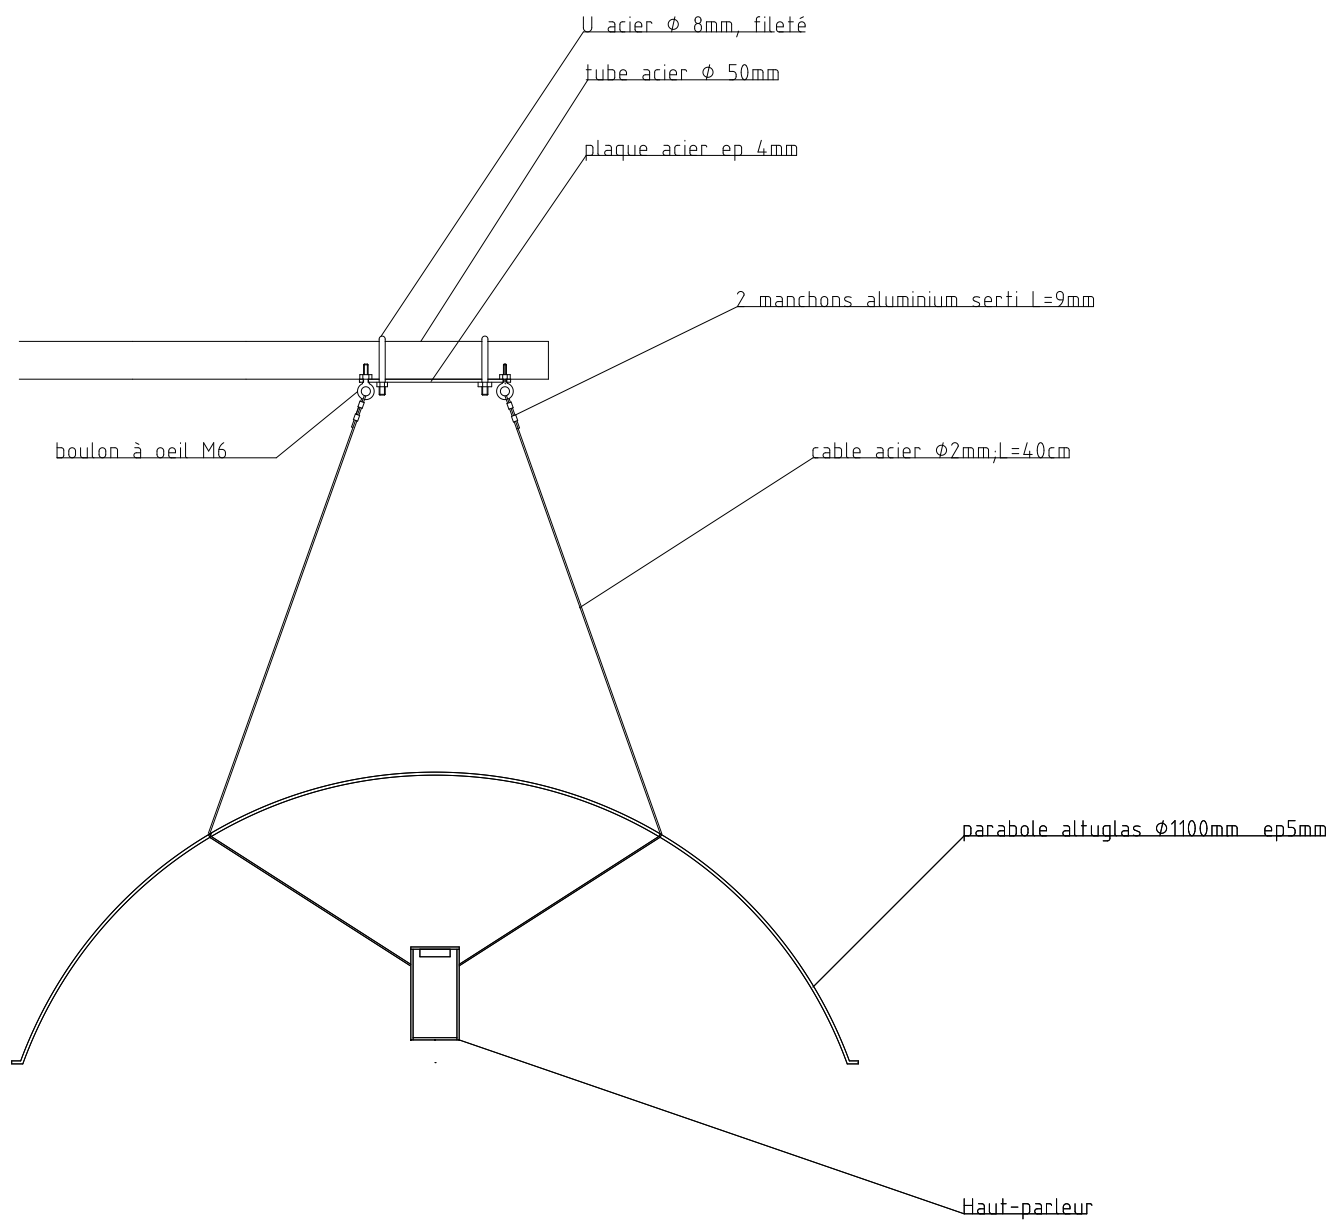 U acier Φ 8mm, fileté
tube acier Φ 50mm
plaque acier ep 4mm
2 manchons aluminium serti L=9mm
boulon à oeil M6
cable acier Φ2mm;L=40cm
parabole altuglas Φ1100mm ep5mm
Haut-parleur